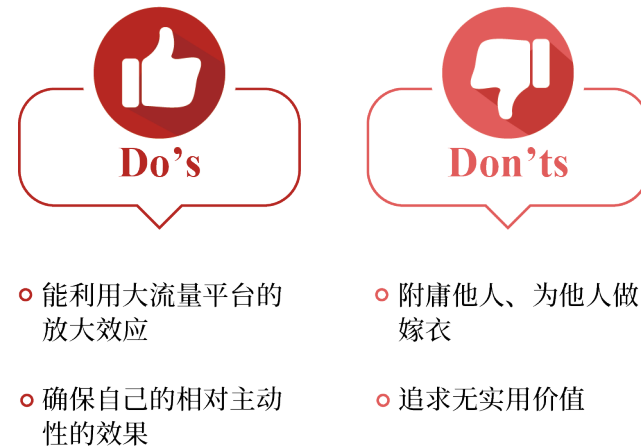 Do’s
能利用大流量平台的
放大效应
确保自己的相对主动
性的效果
Don’ts
附庸他人、为他人做
嫁衣
追求无实用价值